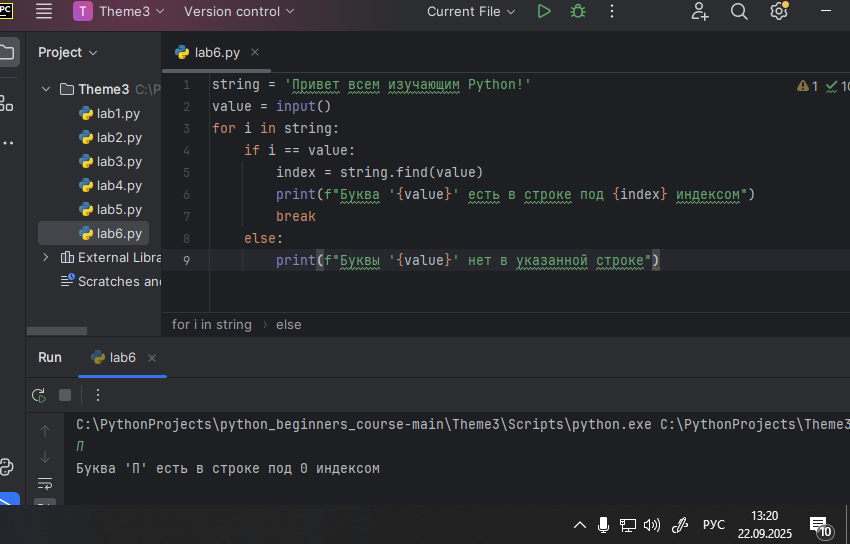 PC
T Theme3 Version control Current File
Project
lab6.py
Theme3 C:\P
lab1.py
lab2.py
lab3.py
lab4.py
lab5.py
lab6.py
External Libra
Scratches and
1 string = 'Привет всем изучающим Python!'
2 value = input()
3 for i in string:
4 if i == value:
5 index = string.find(value)
6 print(f"Буква '{value}' есть в строке под {index} индексом")
7 break
8 else:
9 print(f"Буквы '{value}' нет в указанной строке")
1 10
for i in string › else
Run lab6
C:\PythonProjects\python_beginners_course-main\Theme3\Scripts\python.exe C:\PythonProjects\Theme3
П
Буква 'П' есть в строке под 0 индексом
РУС
13:20
22.09.2025
10